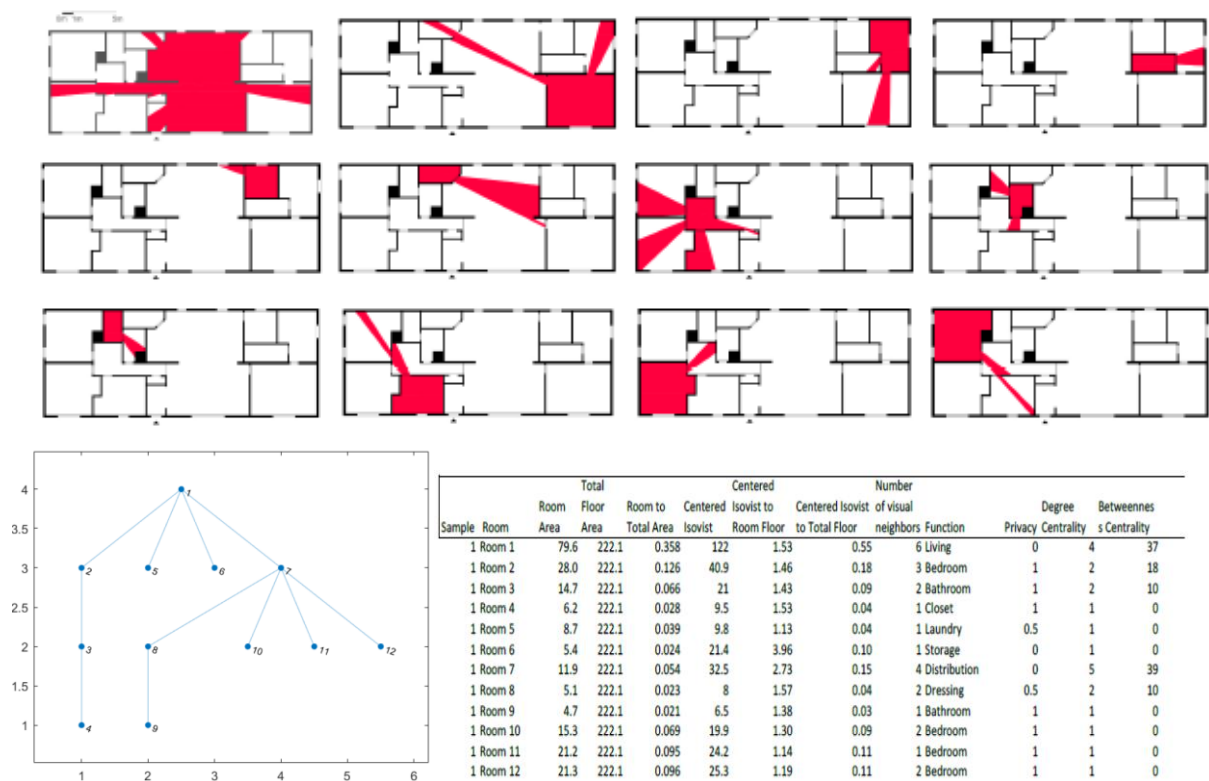 4
3.5
3
2.5
2
1.5
1
1
2
3
4
5
6
1
2
5
6
7
3
8
10
11
12
4
9
Total Centered Number
Room Floor Room to Centered Isovist to Centered Isovist of visual Degree Betweennes
Sample Room Area Area Total Area Isovist Room Floor to Total Floor neighbors Function Privacy Centrality s Centrality
1 Room 1 79.6 222.1 0.358 122 1.53 0.55 6 Living 0 4 37
1 Room 2 28.0 222.1 0.126 40.9 1.46 0.18 3 Bedroom 1 2 18
1 Room 3 14.7 222.1 0.066 21 1.43 0.09 2 Bathroom 1 2 10
1 Room 4 6.2 222.1 0.028 9.5 1.53 0.04 1 Closet 1 1 0
1 Room 5 8.7 222.1 0.039 9.8 1.13 0.04 1 Laundry 0.5 1 0
1 Room 6 5.4 222.1 0.024 21.4 3.96 0.10 1 Storage 0 1 0
1 Room 7 11.9 222.1 0.054 32.5 2.73 0.15 4 Distribution 0 5 39
1 Room 8 5.1 222.1 0.023 8 1.57 0.04 2 Dressing 0.5 2 10
1 Room 9 4.7 222.1 0.021 6.5 1.38 0.03 1 Bathroom 1 1 0
1 Room 10 15.3 222.1 0.069 19.9 1.30 0.09 2 Bedroom 1 1 0
1 Room 11 21.2 222.1 0.095 24.2 1.14 0.11 1 Bedroom 1 1 0
1 Room 12 21.3 222.1 0.096 25.3 1.19 0.11 2 Bedroom 1 1 0